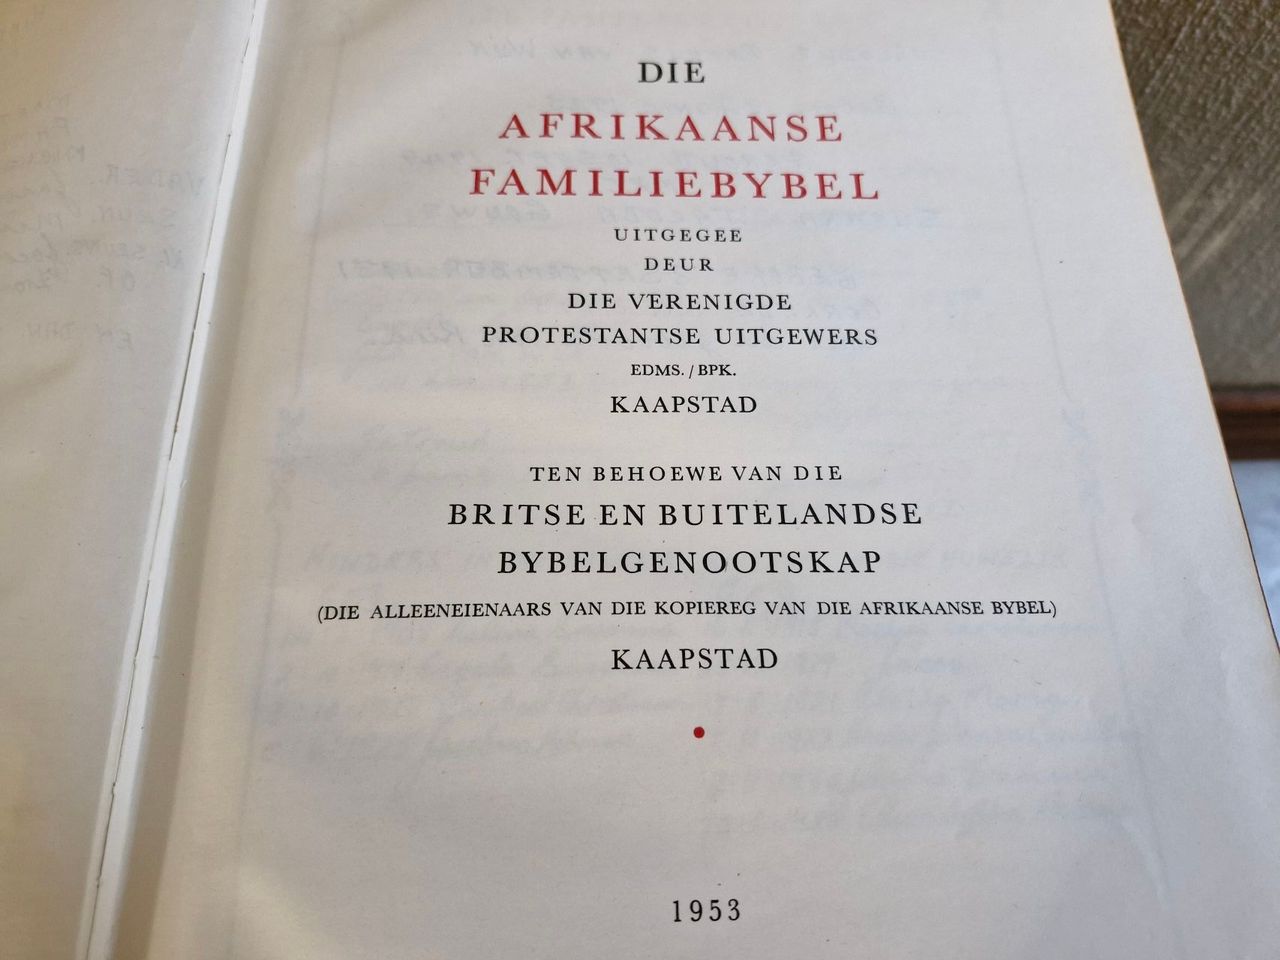 DIE
AFRIKAANSE
FAMILIEBYBEL
UITGEGEE
DEUR
DIE VERENIGDE
PROTESTANTSE UITGEWERS
EDMS. / BPK.
KAAPSTAD
TEN BEHOEWE VAN DIE
BRITSE EN BUITELANDSE
BYBELGENOOTSKAP
(DIE ALLEENEIENAARS VAN DIE KOPIEREG VAN DIE AFRIKAANSE BYBEL)
KAAPSTAD
1953